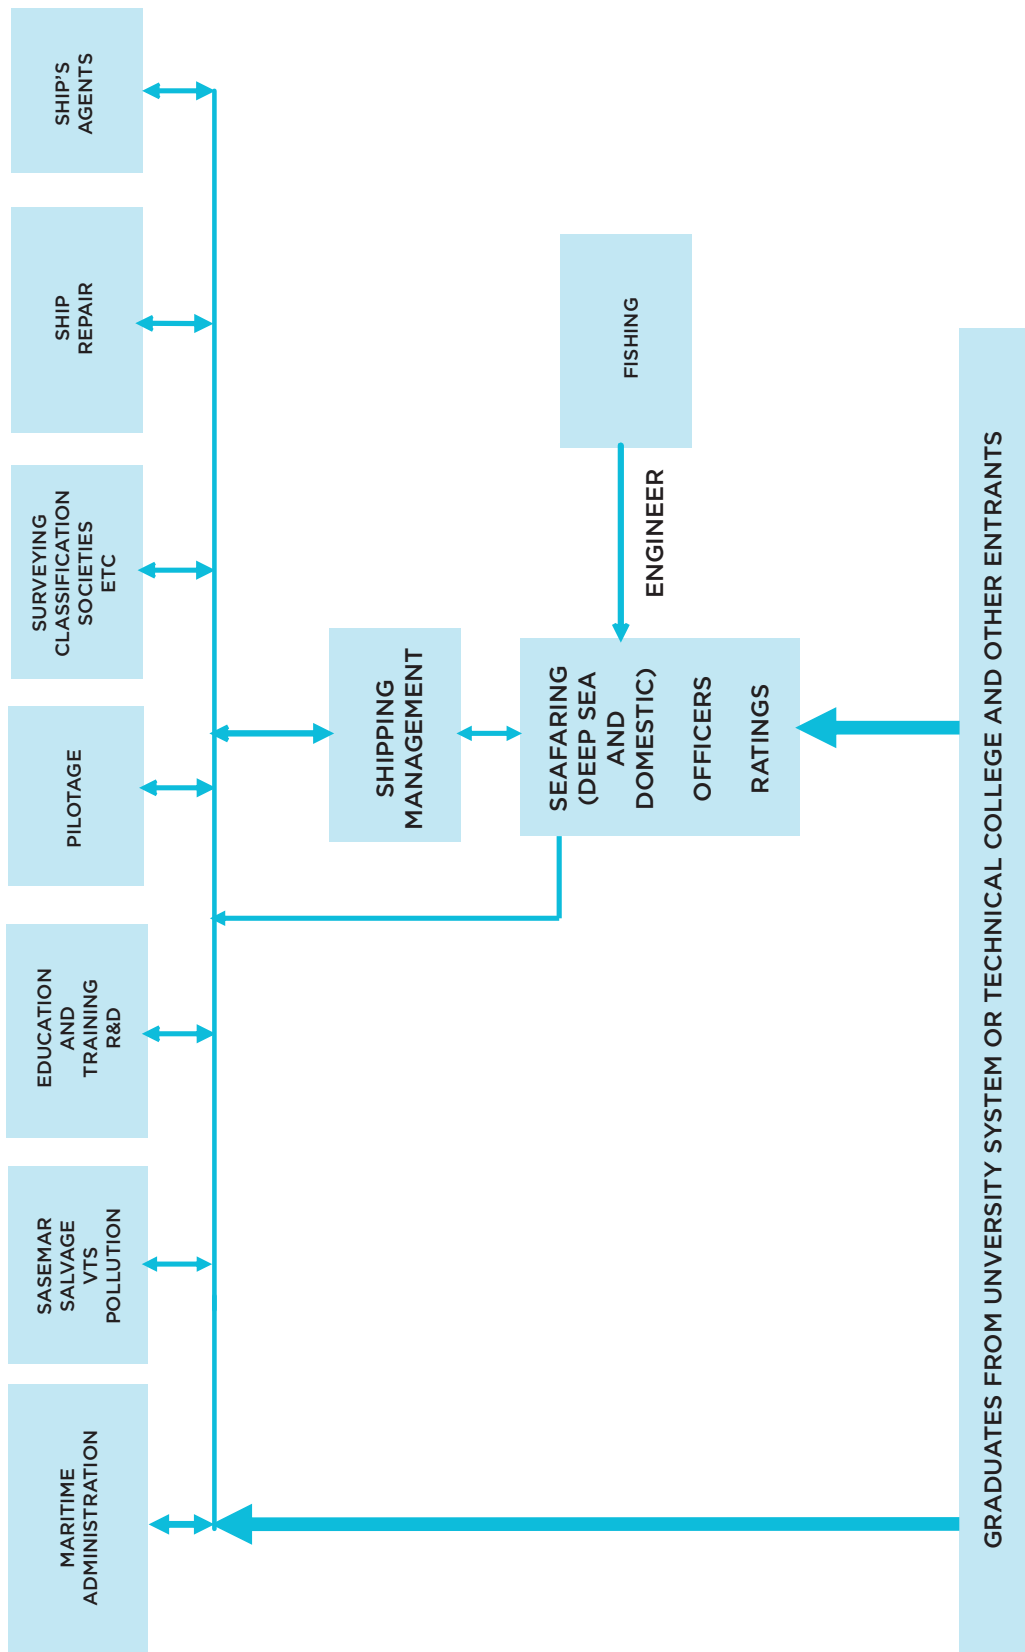 MARITIME
ADMINISTRATION
SASEMAR
SALVAGE
VTS
POLLUTION
EDUCATION
AND
TRAINING
R&D
PILOTAGE
SURVEYING
CLASSIFICATION
SOCIETIES
ETC
SHIP
REPAIR
SHIP'S
AGENTS
SHIPPING
MANAGEMENT
SEAFARING
(DEEP SEA
AND
DOMESTIC)
OFFICERS
RATINGS
ENGINEER
FISHING
GRADUATES FROM UNVERSITY SYSTEM OR TECHNICAL COLLEGE AND OTHER ENTRANTS